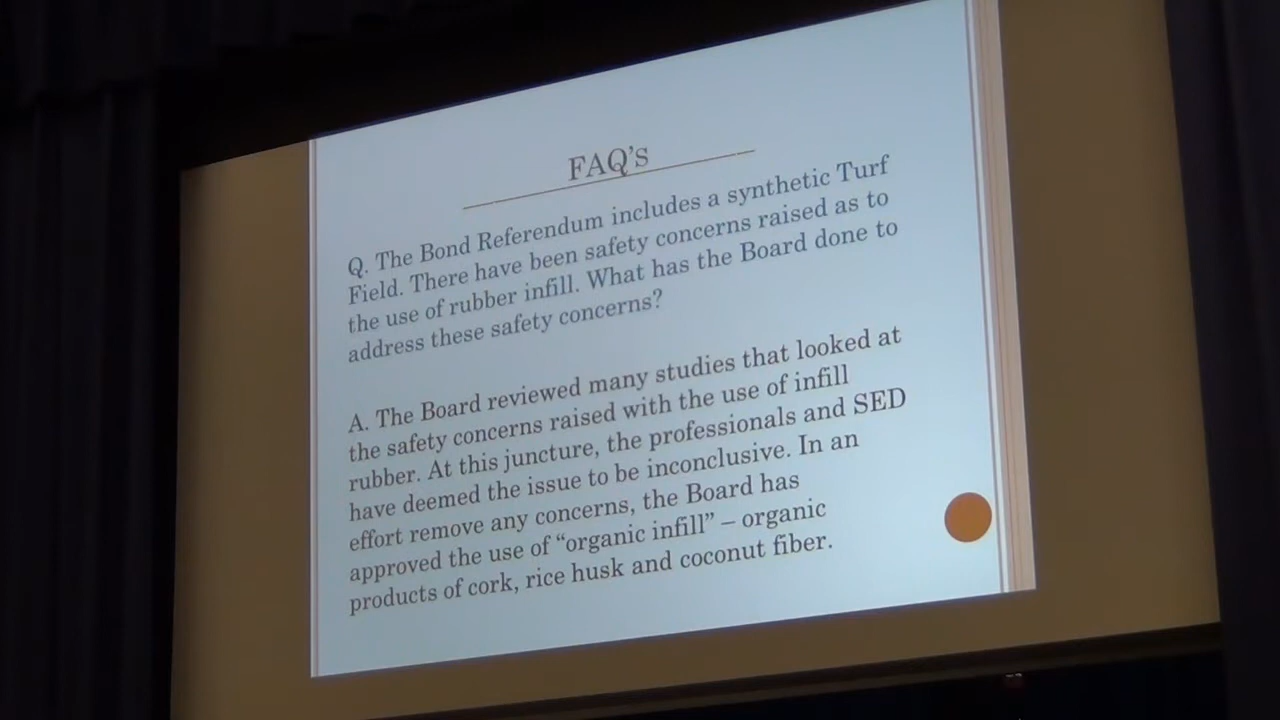 FAQ's
Q. The Bond Referendum includes a synthetic Turf
Field. There have been safety concerns raised as to
the use of rubber infill. What has the Board done to
address these safety concerns?
A. The Board reviewed many studies that looked at
the safety concerns raised with the use of infill
rubber. At this juncture, the professionals and SED
have deemed the issue to be inconclusive. In an
effort remove any concerns, the Board has
approved the use of “organic infill” – organic
products of cork, rice husk and coconut fiber.